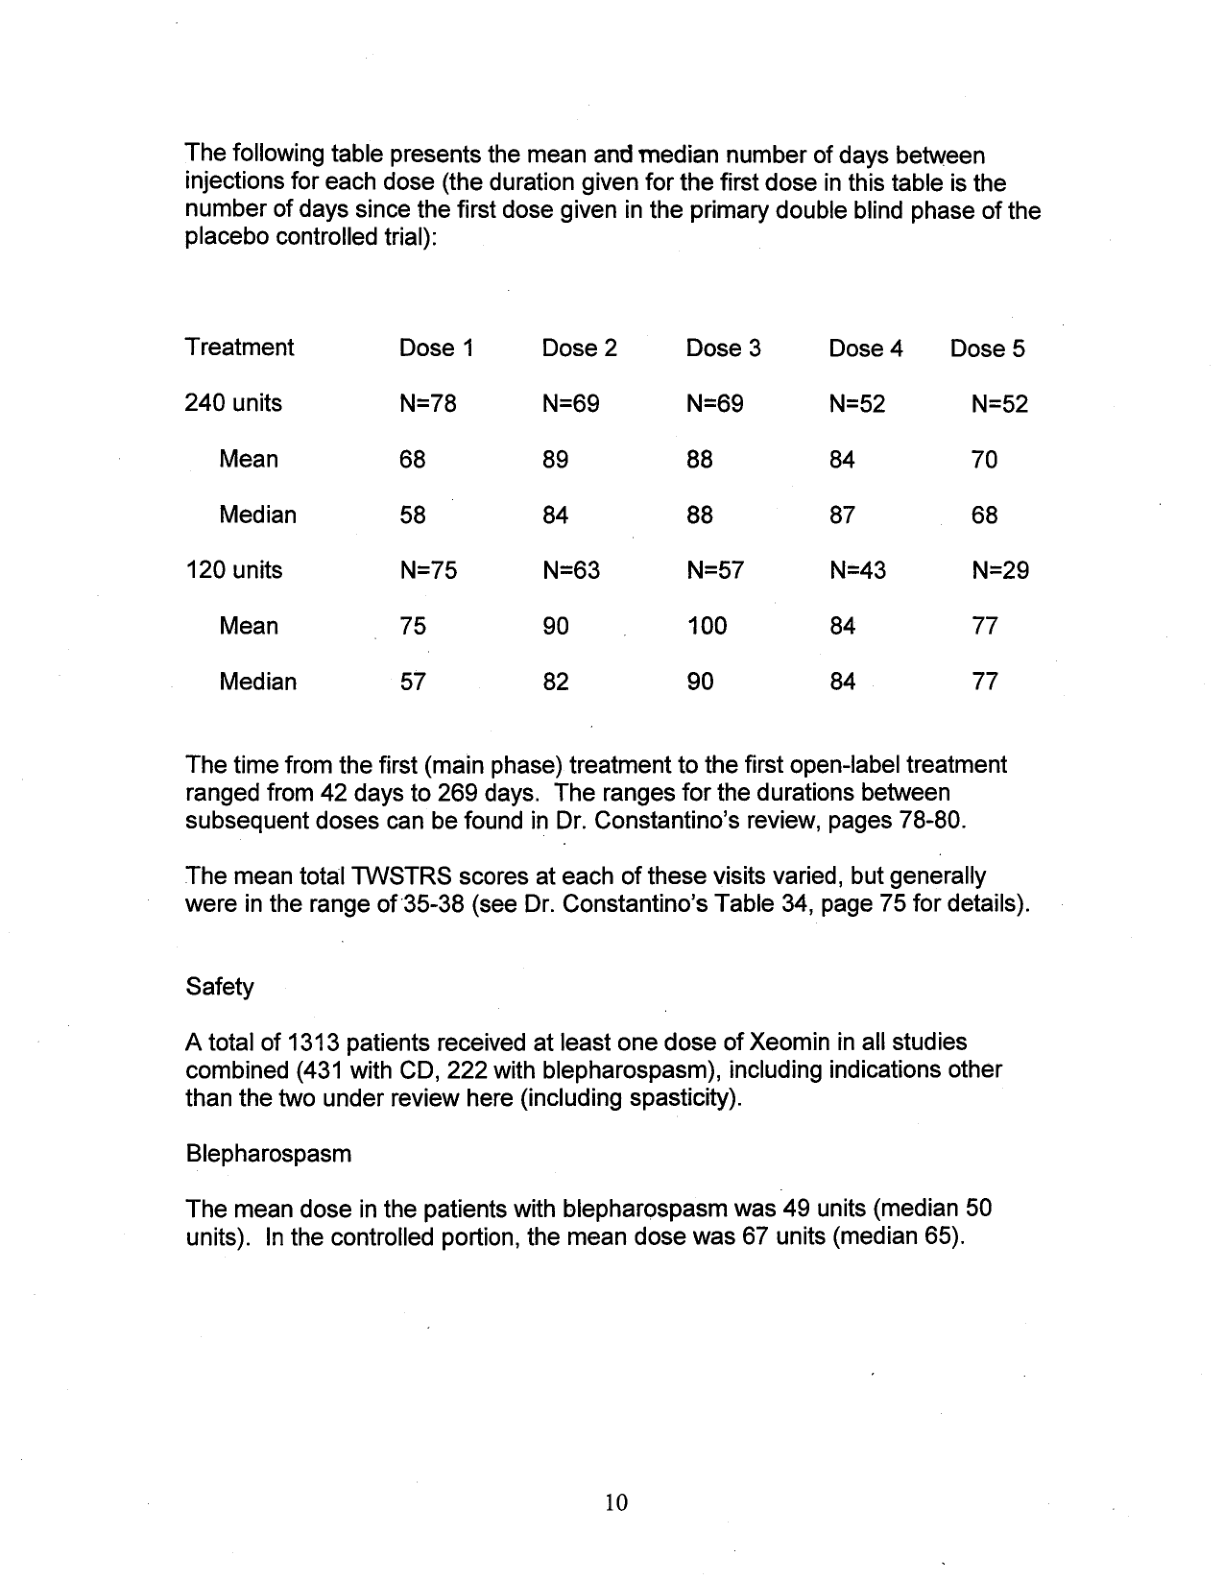 The following table presents the mean and median number of days between
injections for each dose (the duration given for the first dose in this table is the
number of days since the first dose given in the primary double blind phase of the
placebo controlled trial):
Treatment Dose 1 Dose 2 Dose 3 Dose 4 Dose 5
240 units N=78 N=69 N=69 N=52 N=52
Mean 68 89 88 84 70
Median 58 84 88 87 68
120 units N=75 N=63 N=57 N=43 N=29
Mean 75 90 100 84 77
Median 57 82 90 84 77
The time from the first (main phase) treatment to the first open-label treatment
ranged from 42 days to 269 days. The ranges for the durations between
subsequent doses can be found in Dr. Constantino's review, pages 78-80.
The mean total TWSTRS scores at each of these visits varied, but generally
were in the range of 35-38 (see Dr. Constantino's Table 34, page 75 for details).
Safety
A total of 1313 patients received at least one dose of Xeomin in all studies
combined (431 with CD, 222 with blepharospasm), including indications other
than the two under review here (including spasticity).
Blepharospasm
The mean dose in the patients with blepharospasm was 49 units (median 50
units). In the controlled portion, the mean dose was 67 units (median 65).
10